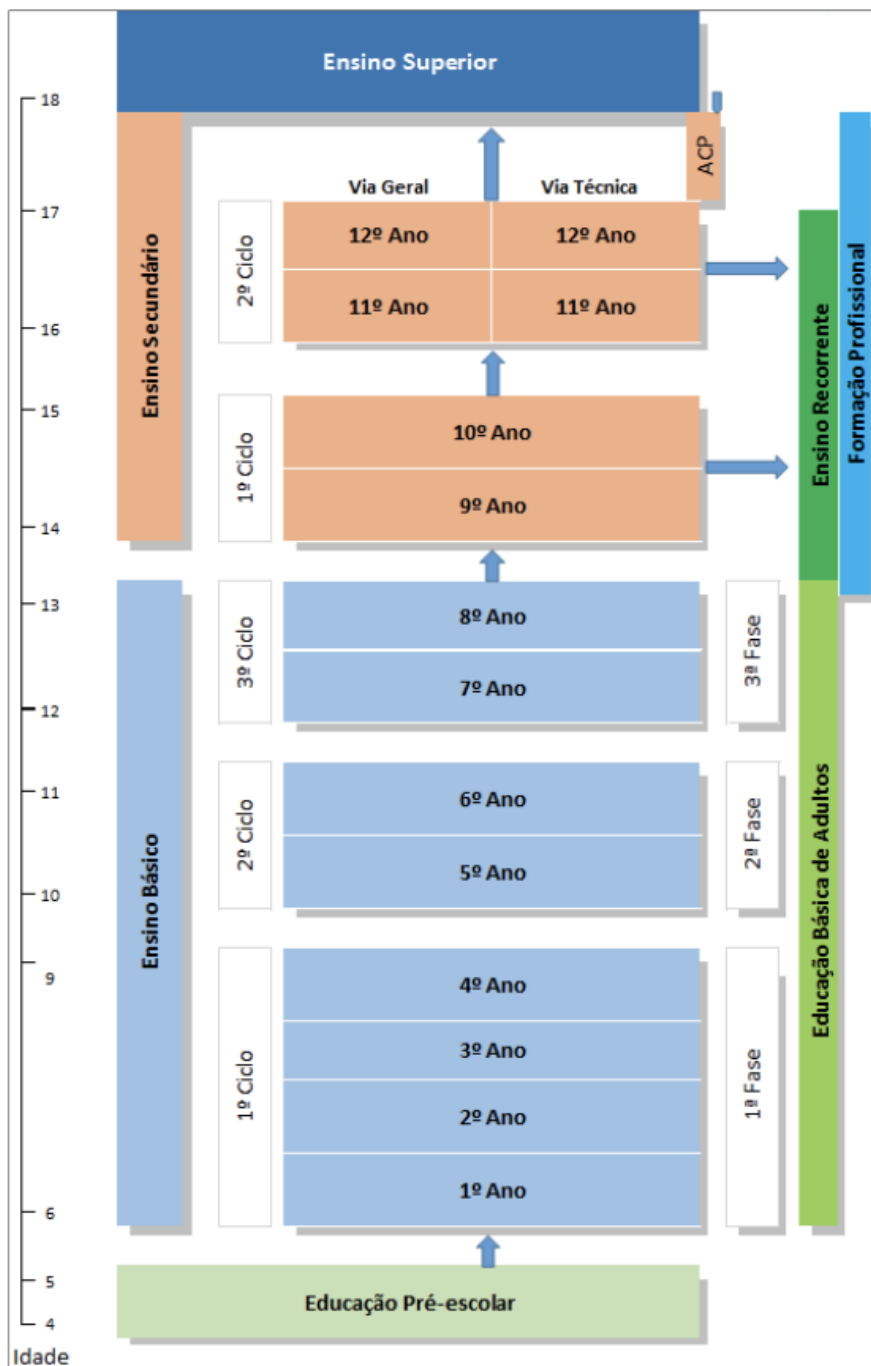 Ensino Superior
18
ACP
Via Geral
Via Técnica
17
12º Ano
12º Ano
2º Ciclo
11º Ano
11º Ano
16
Ensino Secundário
Formação Profissional
Ensino Recorrente
15
10º Ano
1º Ciclo
9º Ano
14
13
8º Ano
3º Ciclo
3ª Fase
7º Ano
12
11
6º Ano
2º Ciclo
2ª Fase
5º Ano
10
Ensino Básico
Educação Básica de Adultos
9
4º Ano
3º Ano
1º Ciclo
1ª Fase
2º Ano
1º Ano
6
5
Educação Pré-escolar
4
Idade